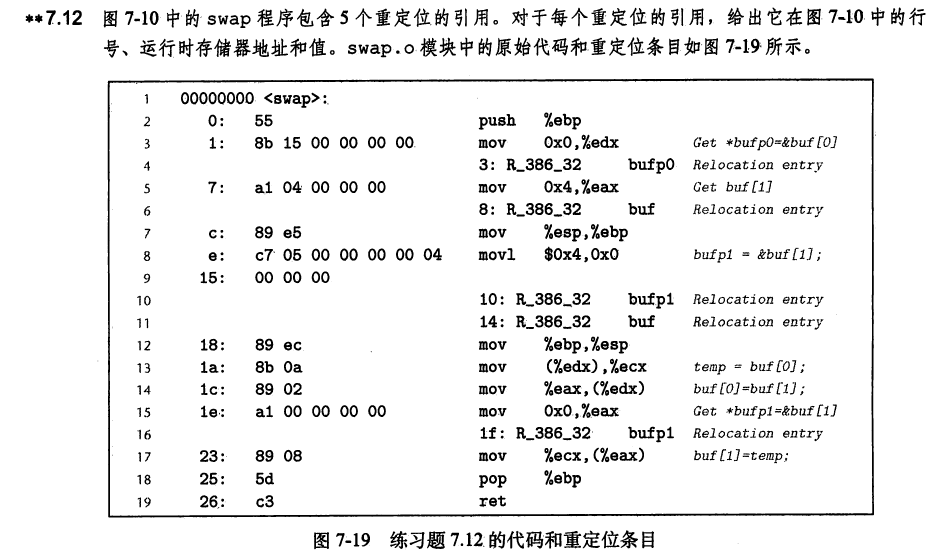 **7.12 图 7-10 中的 swap 程序包含 5 个重定位的引用。对于每个重定位的引用，给出它在图 7-10 中的行
号、运行时存储器地址和值。swap.o 模块中的原始代码和重定位条目如图 7-19 所示。
1 00000000 <swap>:
2 0: 55 push %ebp
3 1: 8b 15 00 00 00 00 mov 0x0,%edx Get *bufp0=&buf[0]
4 3: R_386_32 bufp0 Relocation entry
5 7: a1 04 00 00 00 mov 0x4,%eax Get buf[1]
6 8: R_386_32 buf Relocation entry
7 c: 89 e5 mov %esp,%ebp
8 e: c7 05 00 00 00 00 04 movl $0x4,0x0 bufp1 = &buf[1];
9 15: 00 00 00
10 10: R_386_32 bufp1 Relocation entry
11 14: R_386_32 buf Relocation entry
12 18: 89 ec mov %ebp,%esp
13 1a: 8b 0a mov (%edx),%ecx temp = buf[0];
14 1c: 89 02 mov %eax,(%edx) buf[0]=buf[1];
15 1e: a1 00 00 00 00 mov 0x0,%eax Get *bufp1=&buf[1]
16 1f: R_386_32 bufp1 Relocation entry
17 23: 89 08 mov %ecx,(%eax) buf[1]=temp;
18 25: 5d pop %ebp
19 26: c3 ret
图 7-19 练习题 7.12 的代码和重定位条目